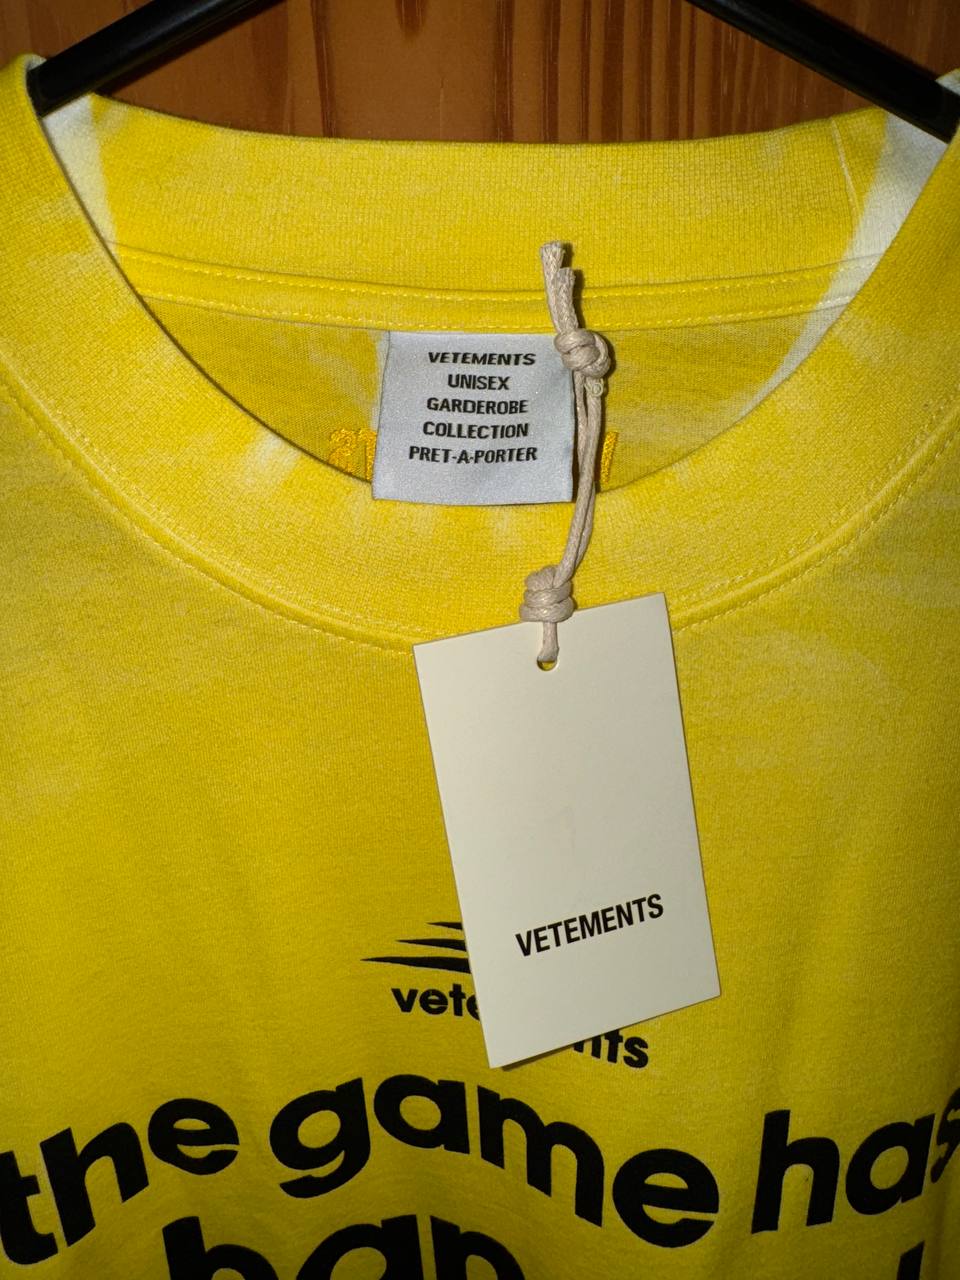 VETEMENTS
UNISEX
GARDEROBE
COLLECTION
PRET-A-PORTER
VETEMENTS
the game has